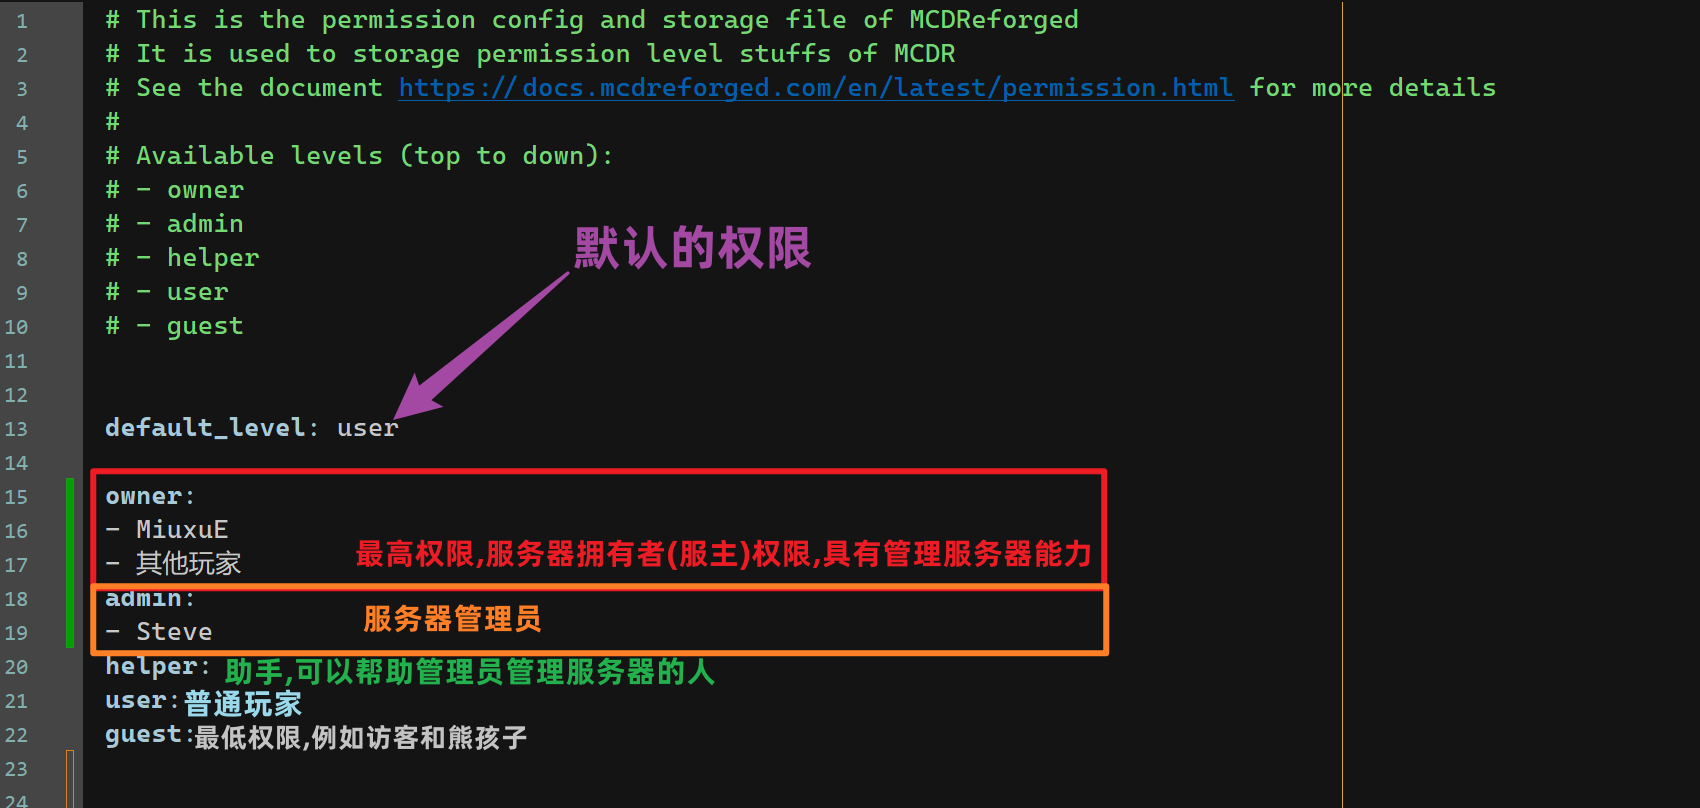 1 # This is the permission config and storage file of MCDReforged
2 # It is used to storage permission level stuffs of MCDR
3 # See the document https://docs.mcdreforged.com/en/latest/permission.html for more details
4 #
5 # Available levels (top to down):
6 # - owner
7 # - admin
默认的权限
8 # - helper
9 # - user
10 # - guest
11
12
13 default_level: user
14
15 owner:
16 - MiuxuE
17 - 其他玩家 最高权限,服务器拥有者(服主)权限,具有管理服务器能力
18 admin:
服务器管理员
19 - Steve
20 helper: 助手,可以帮助管理员管理服务器的人
21 user: 普通玩家
22 guest: 最低权限,例如访客和熊孩子
23
24